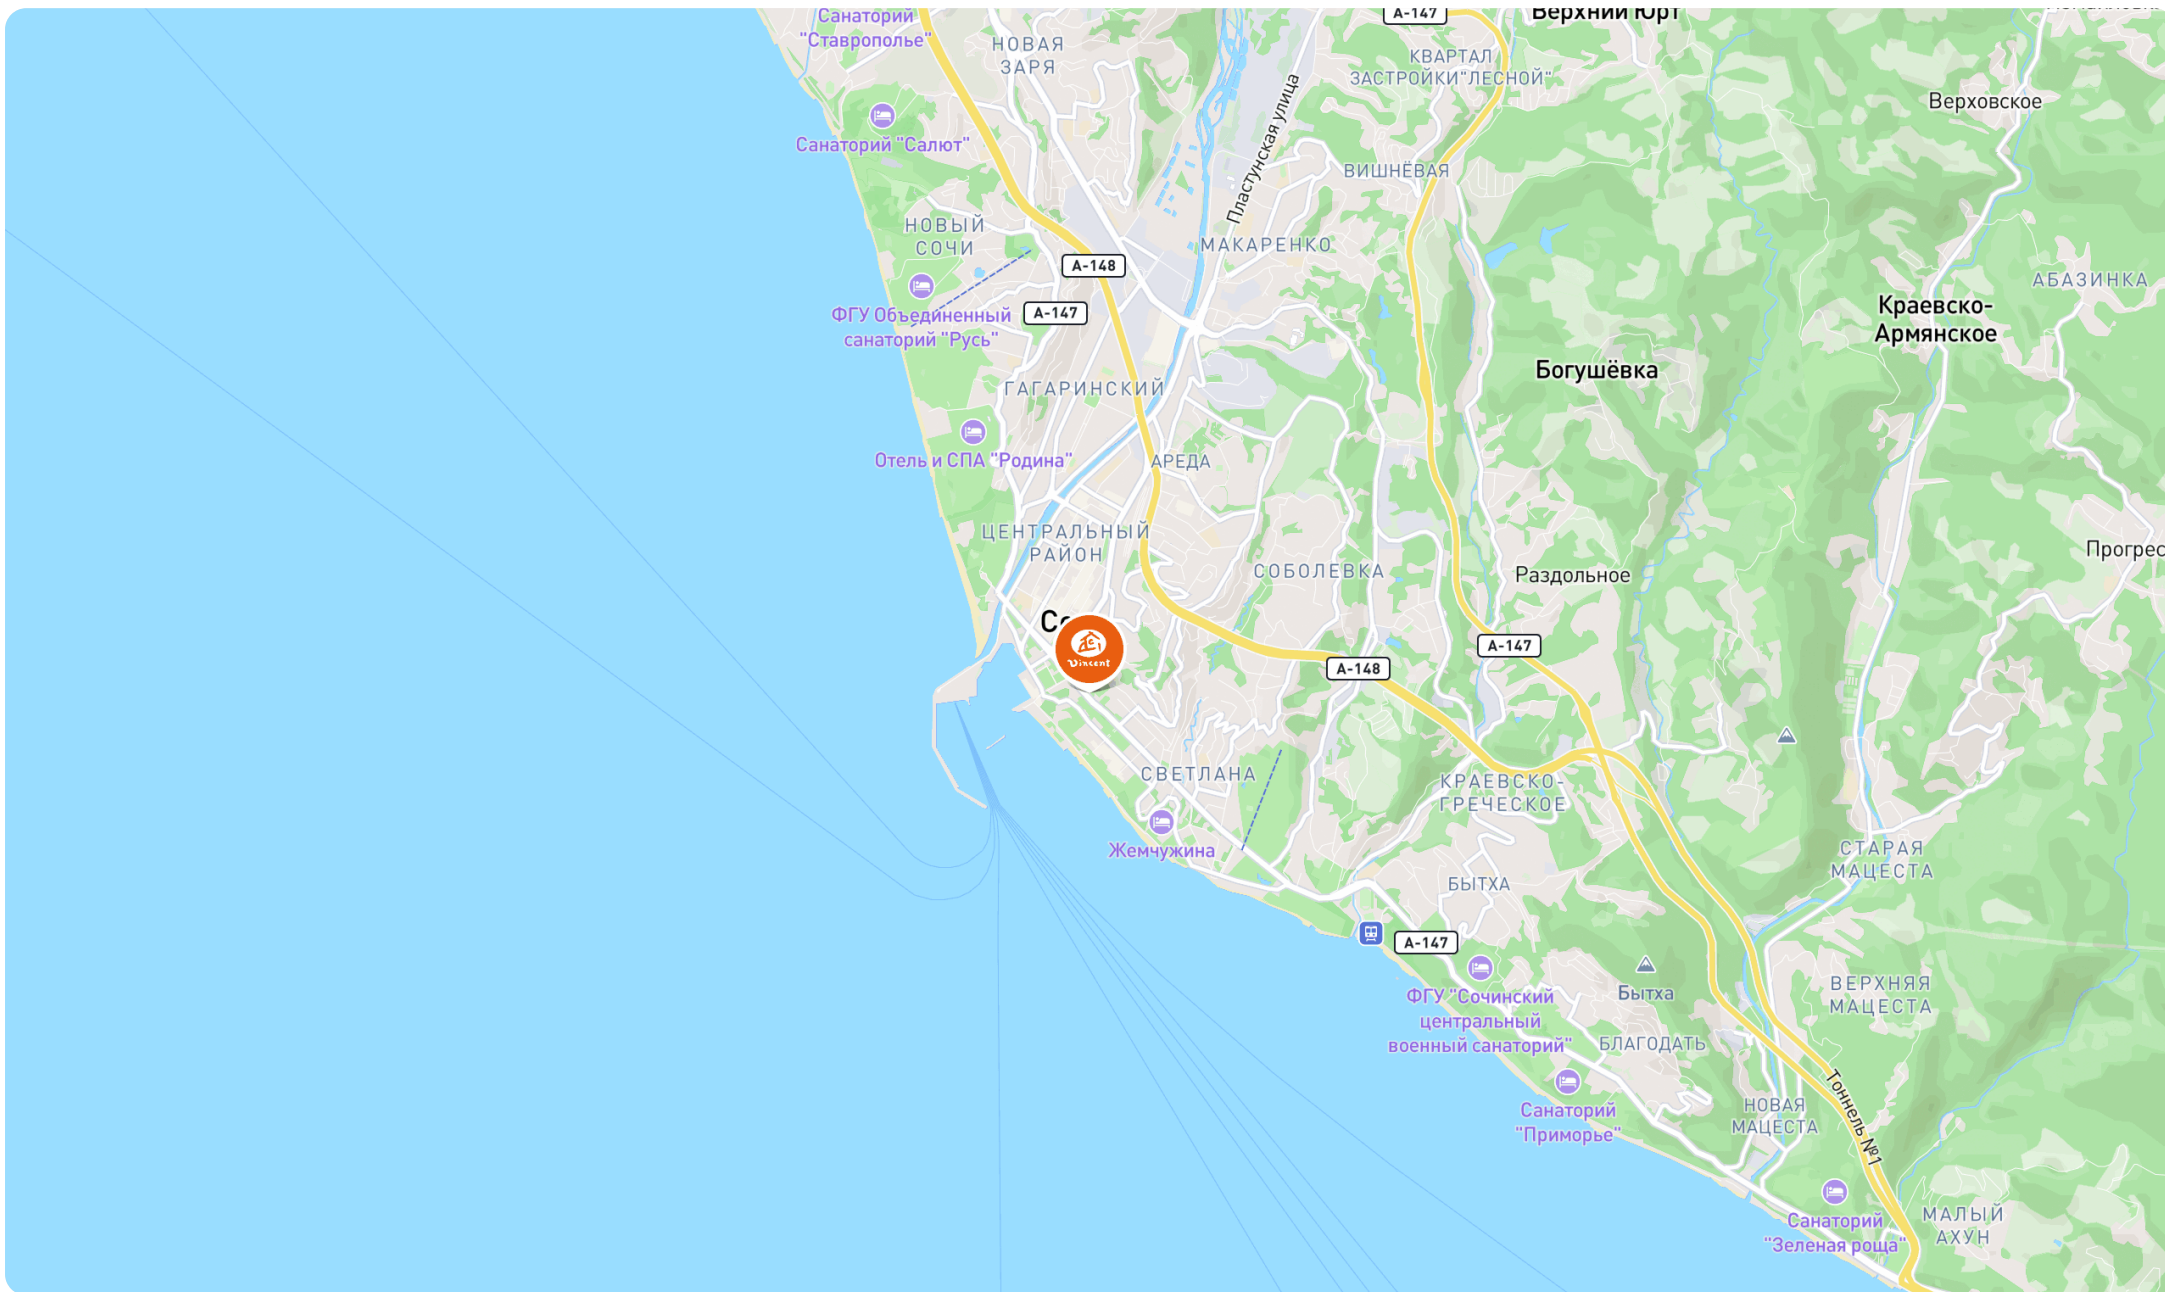 Санаторий
"Ставрополье"
НОВАЯ
ЗАРЯ
А-147
Верхний Юрт
КВАРТАЛ
ЗАСТРОЙКИ"ЛЕСНОЙ"
Верховское
Санаторий "Салют"
Пластунская улица
ВИШНЁВАЯ
НОВЫЙ
СОЧИ
МАКАРЕНКО
А-148
АБАЗИНКА
ФГУ Объединенный
санаторий "Русь"
А-147
Краевско-
Армянское
ГАГАРИНСКИЙ
Богушёвка
Отель и СПА "Родина"
АРЕДА
ЦЕНТРАЛЬНЫЙ
РАЙОН
СОБОЛЕВКА
Раздольное
Прогрес
Со
Vincent
А-148
А-147
СВЕТЛАНА
КРАЕВСКО-
ГРЕЧЕСКОЕ
Жемчужина
СТАРАЯ
МАЦЕСТА
БЫТХА
А-147
ФГУ "Сочинский
центральный
военный санаторий"
Бытха
ВЕРХНЯЯ
МАЦЕСТА
БЛАГОДАТЬ
Санаторий
"Приморье"
НОВАЯ
МАЦЕСТА
Тоннель №1
Санаторий
"Зеленая роща"
МАЛЫЙ
АХУН